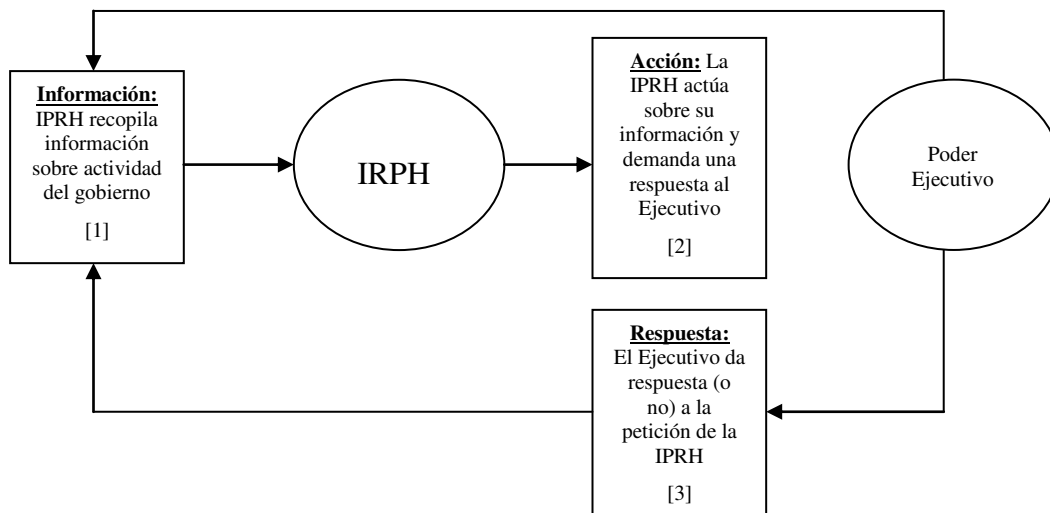 Información:
IPRH recopila
información
sobre actividad
del gobierno
[1]
IRPH
Acción: La
IPRH actúa
sobre su
información y
demanda una
respuesta al
Ejecutivo
[2]
Poder
Ejecutivo
Respuesta:
El Ejecutivo da
respuesta (o
no) a la
petición de la
IPRH
[3]